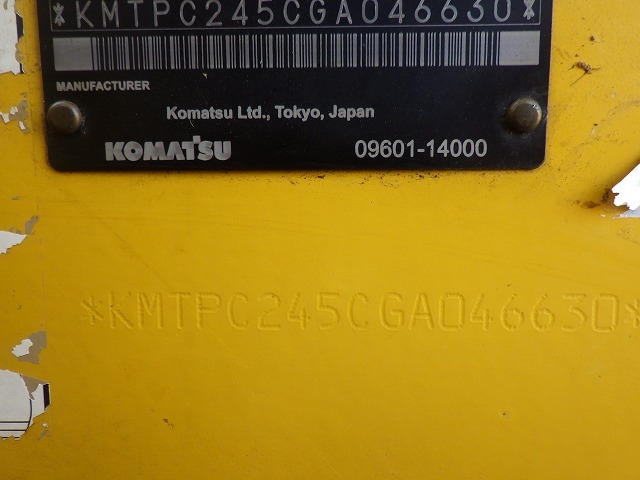 *KMTPC245CGA046630*
MANUFACTURER
Komatsu Ltd., Tokyo, Japan
KOMATSU
09601-14000
*KMTPC245CGA046630*